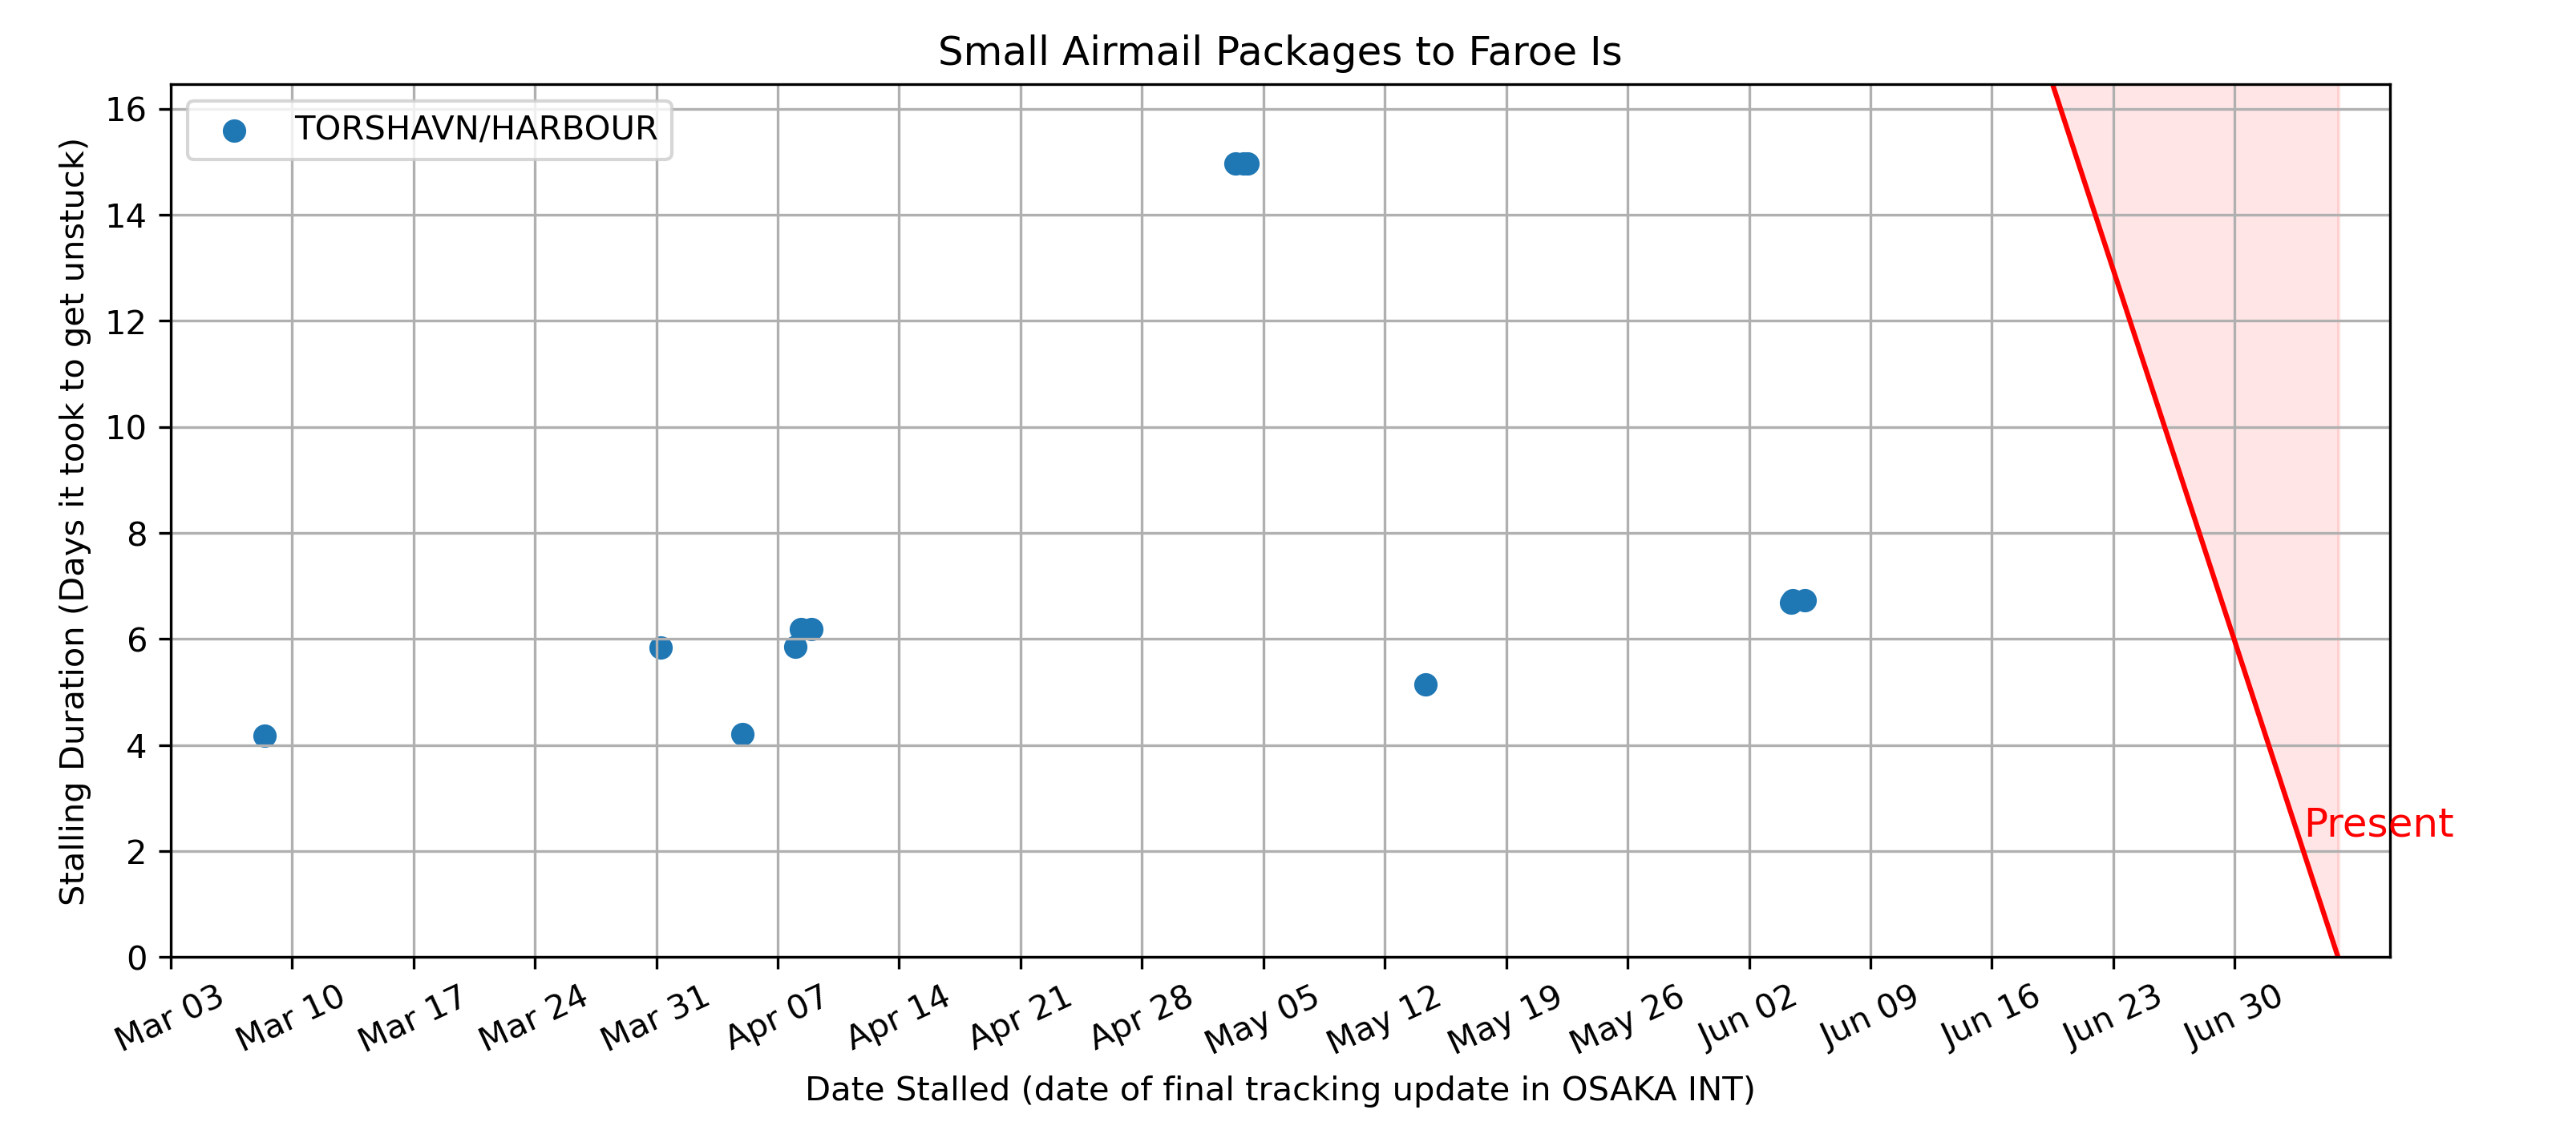 Small Airmail Packages to Faroe Is
TORSHAVN/HARBOUR
Stalling Duration (Days it took to get unstuck)
16
14
12
10
8
6
4
2
0
Present
Mar 03
Mar 10
Mar 17
Mar 24
Mar 31
Apr 07
Apr 14
Apr 21
Apr 28
May 05
May 12
May 19
May 26
Jun 02
Jun 09
Jun 16
Jun 23
Jun 30
Date Stalled (date of final tracking update in OSAKA INT)